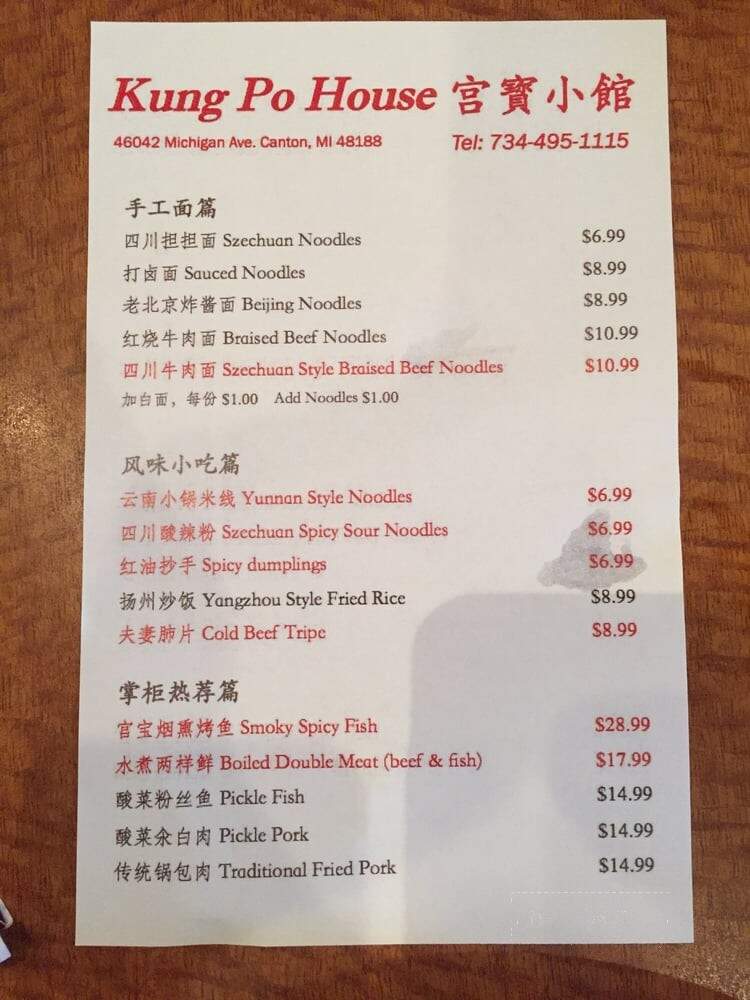 Kung Po House 宫寳小館
46042 Michigan Ave. Canton, MI 48188 Tel: 734-495-1115
手工面篇
四川担担面 Szechuan Noodles $6.99
打卤面 Sauced Noodles $8.99
老北京炸酱面 Beijing Noodles $8.99
红烧牛肉面 Braised Beef Noodles $10.99
四川牛肉面 Szechuan Style Braised Beef Noodles $10.99
加白面，每份 $1.00 Add Noodles $1.00
风味小吃篇
云南小锅米线 Yunnan Style Noodles $6.99
四川酸辣粉 Szechuan Spicy Sour Noodles $6.99
红油抄手 Spicy dumplings $6.99
扬州炒饭 Yangzhou Style Fried Rice $8.99
夫妻肺片 Cold Beef Tripe $8.99
掌柜热荐篇
官宝烟熏烤鱼 Smoky Spicy Fish $28.99
水煮两样鲜 Boiled Double Meat (beef & fish) $17.99
酸菜粉丝鱼 Pickle Fish $14.99
酸菜汆白肉 Pickle Pork $14.99
传统锅包肉 Traditional Fried Pork $14.99